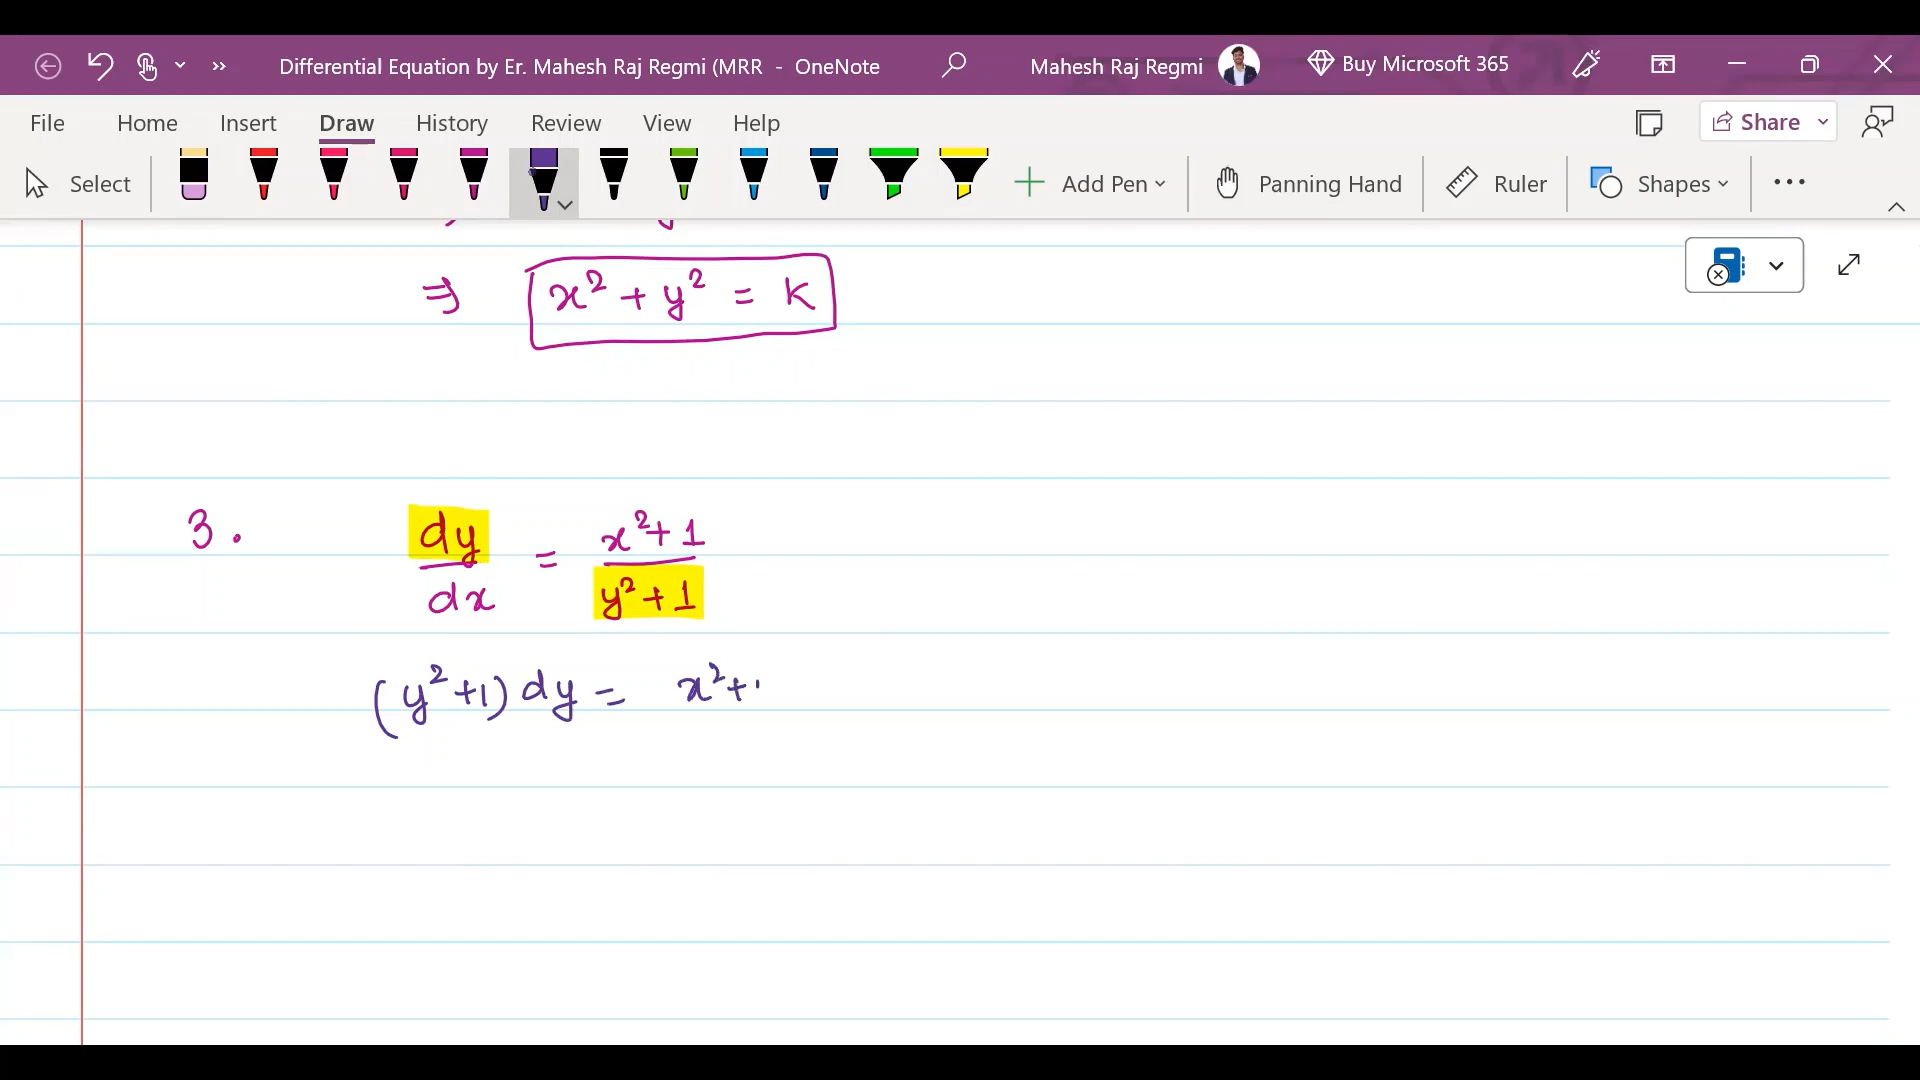 Differential Equation by Er. Mahesh Raj Regmi (MRR - OneNote
Mahesh Raj Regmi
Buy Microsoft 365
File Home Insert Draw History Review View Help
Share
Select
Add Pen
Panning Hand
Ruler
Shapes
⇒ x² + y² = k
3. dy/dx = x²+1/y²+1
(y²+1) dy = x²+